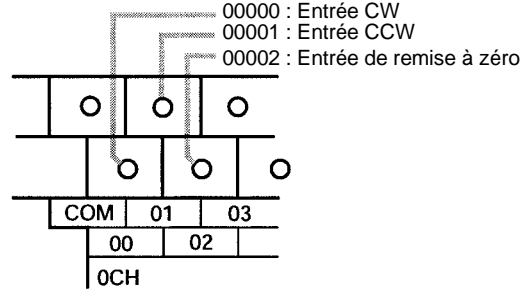 00000 : Entrée CW
00001 : Entrée CCW
00002 : Entrée de remise à zéro
COM 01 03
00 02
0CH